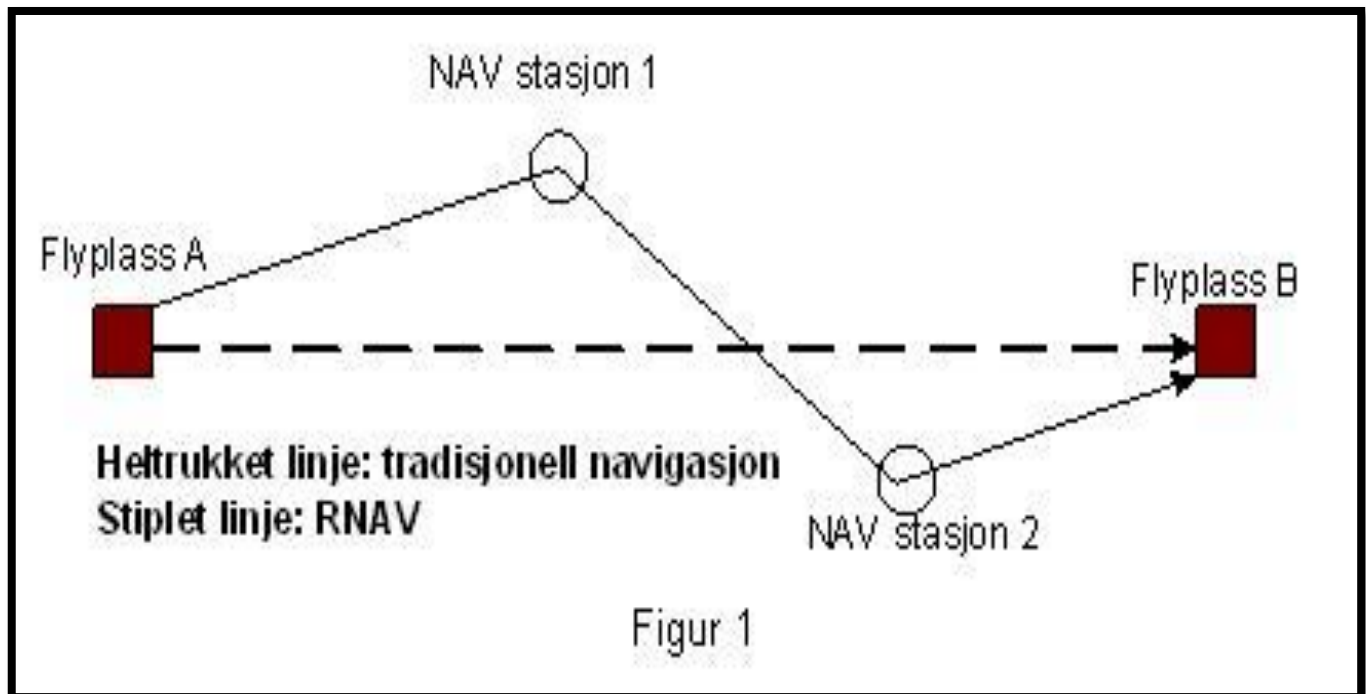 NAV stasjon 1
Flyplass A
Flyplass B
Heltrukket linje: tradisjonell navigasjon
Stiplet linje: RNAV
NAV stasjon 2
Figur 1